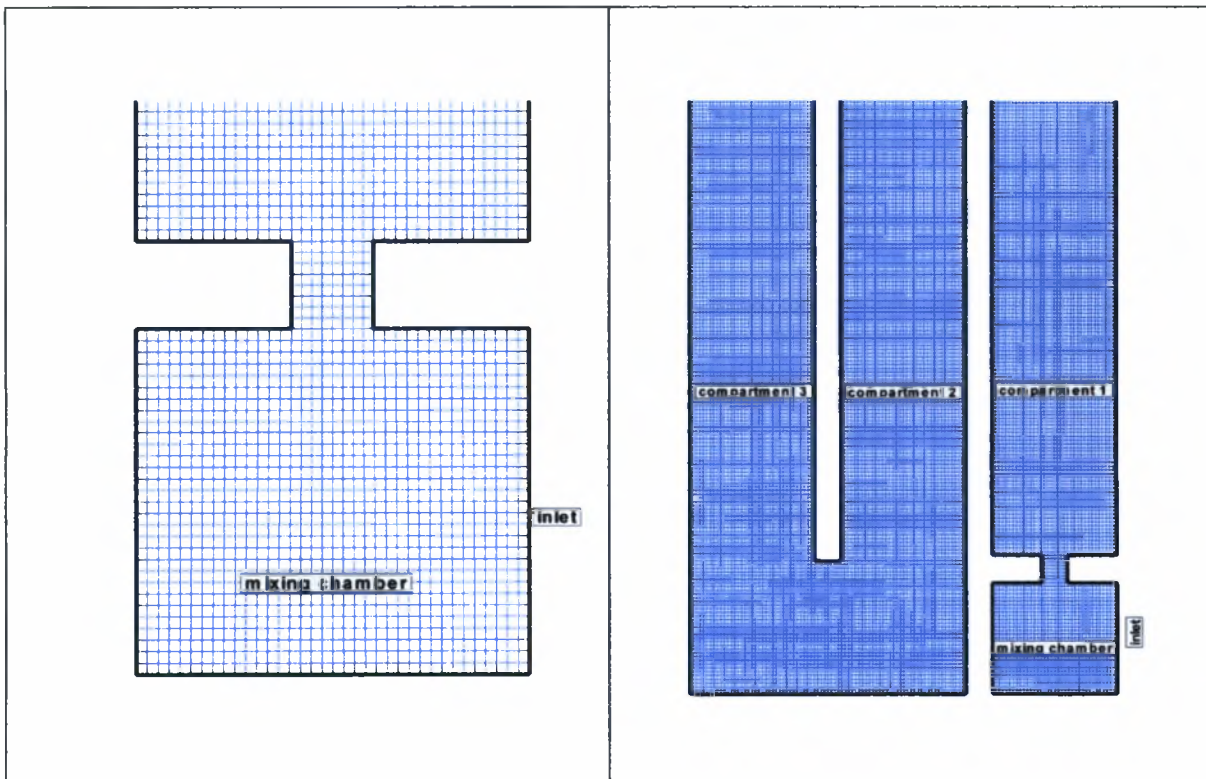 inlet
mixing chamber
compartment 3
compartment 2
compartment 1
inlet
mixing chamber